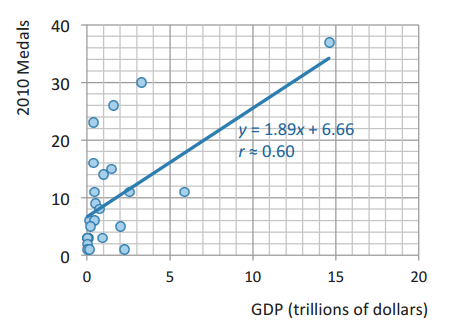 2010 Medals
40
30
20
10
0
y = 1.89x + 6.66
r ≈ 0.60
0 5 10 15 20
GDP (trillions of dollars)